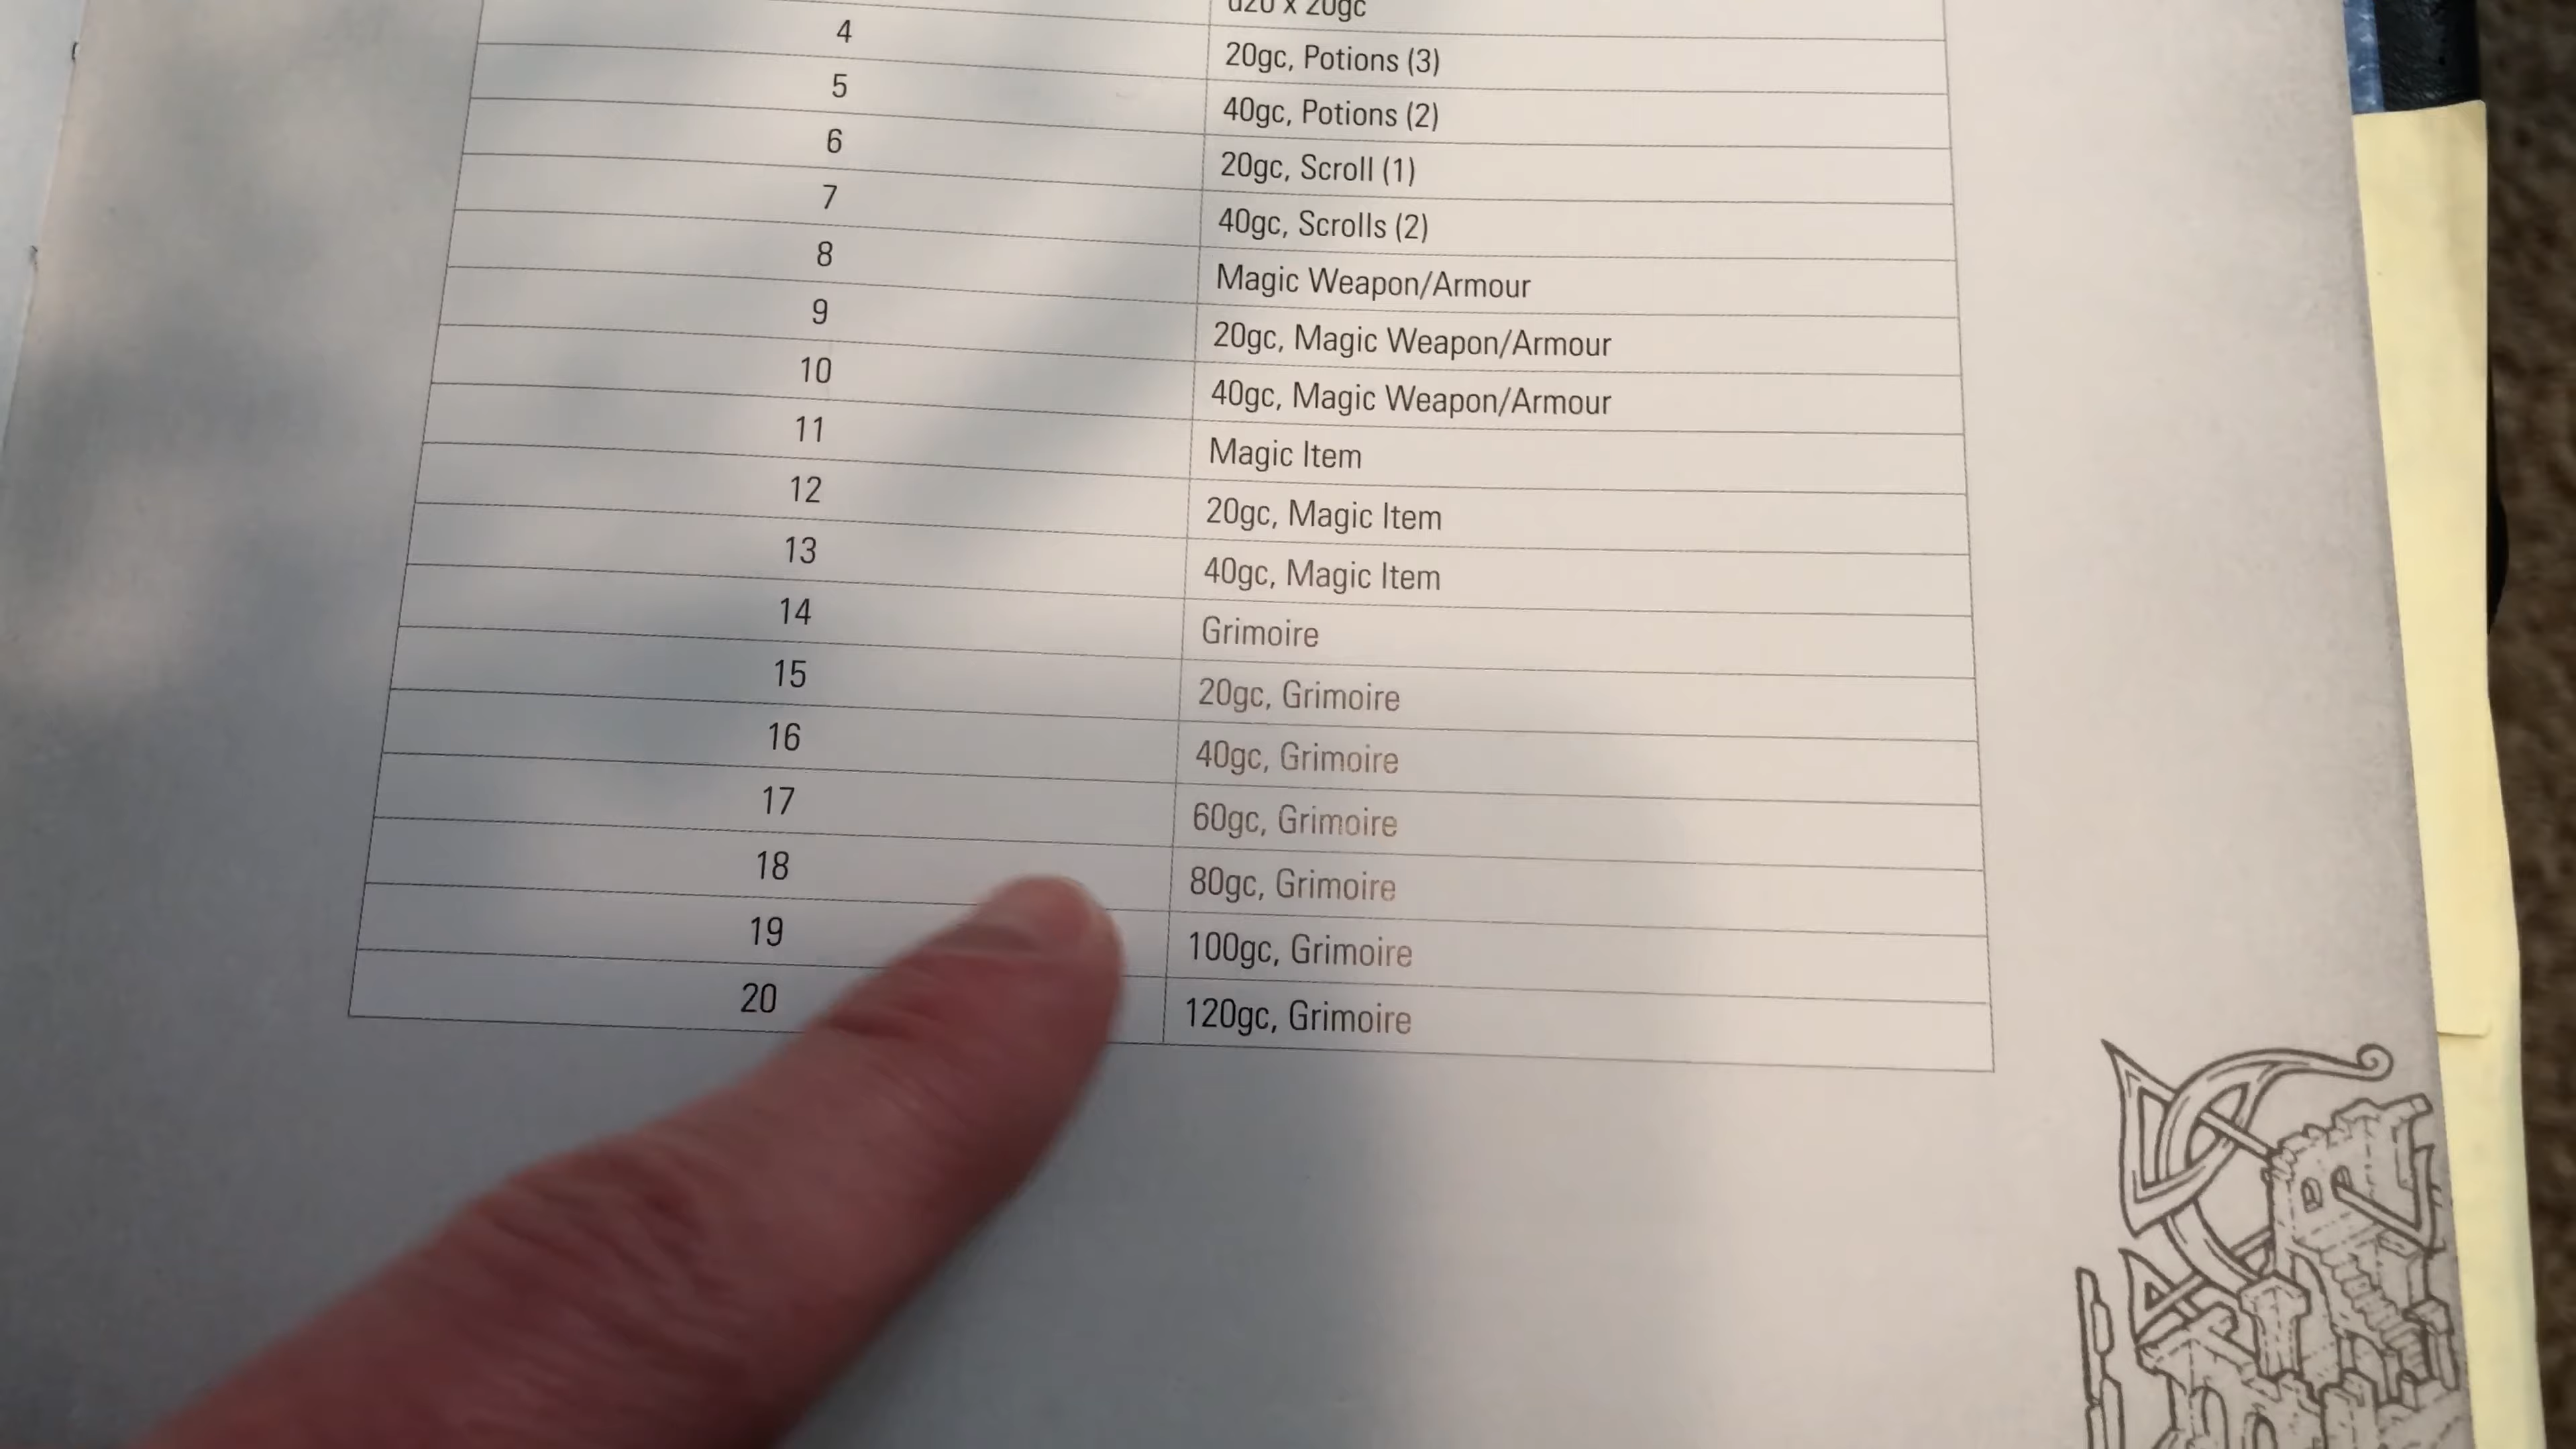 d20 x 20gc
4 20gc, Potions (3)
5 40gc, Potions (2)
6 20gc, Scroll (1)
7 40gc, Scrolls (2)
8 Magic Weapon/Armour
9 20gc, Magic Weapon/Armour
10 40gc, Magic Weapon/Armour
11 Magic Item
12 20gc, Magic Item
13 40gc, Magic Item
14 Grimoire
15 20gc, Grimoire
16 40gc, Grimoire
17 60gc, Grimoire
18 80gc, Grimoire
19 100gc, Grimoire
20 120gc, Grimoire